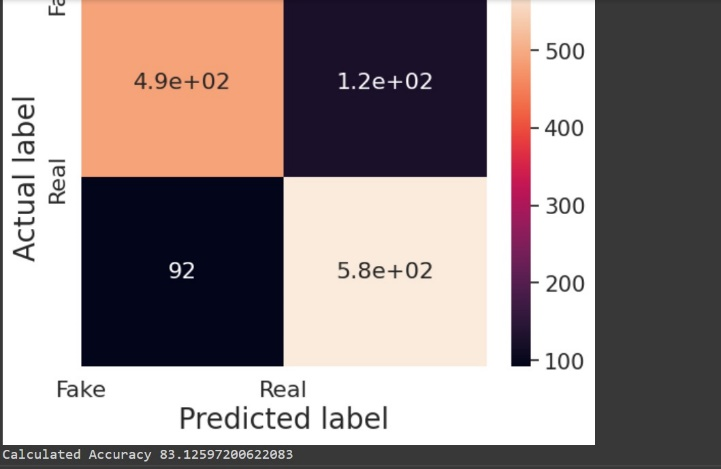 Fa
500
4.9e+02 1.2e+02
400
Actual label
Real
300
92 5.8e+02
200
100
Fake Real
Predicted label
Calculated Accuracy 83.12597200622083